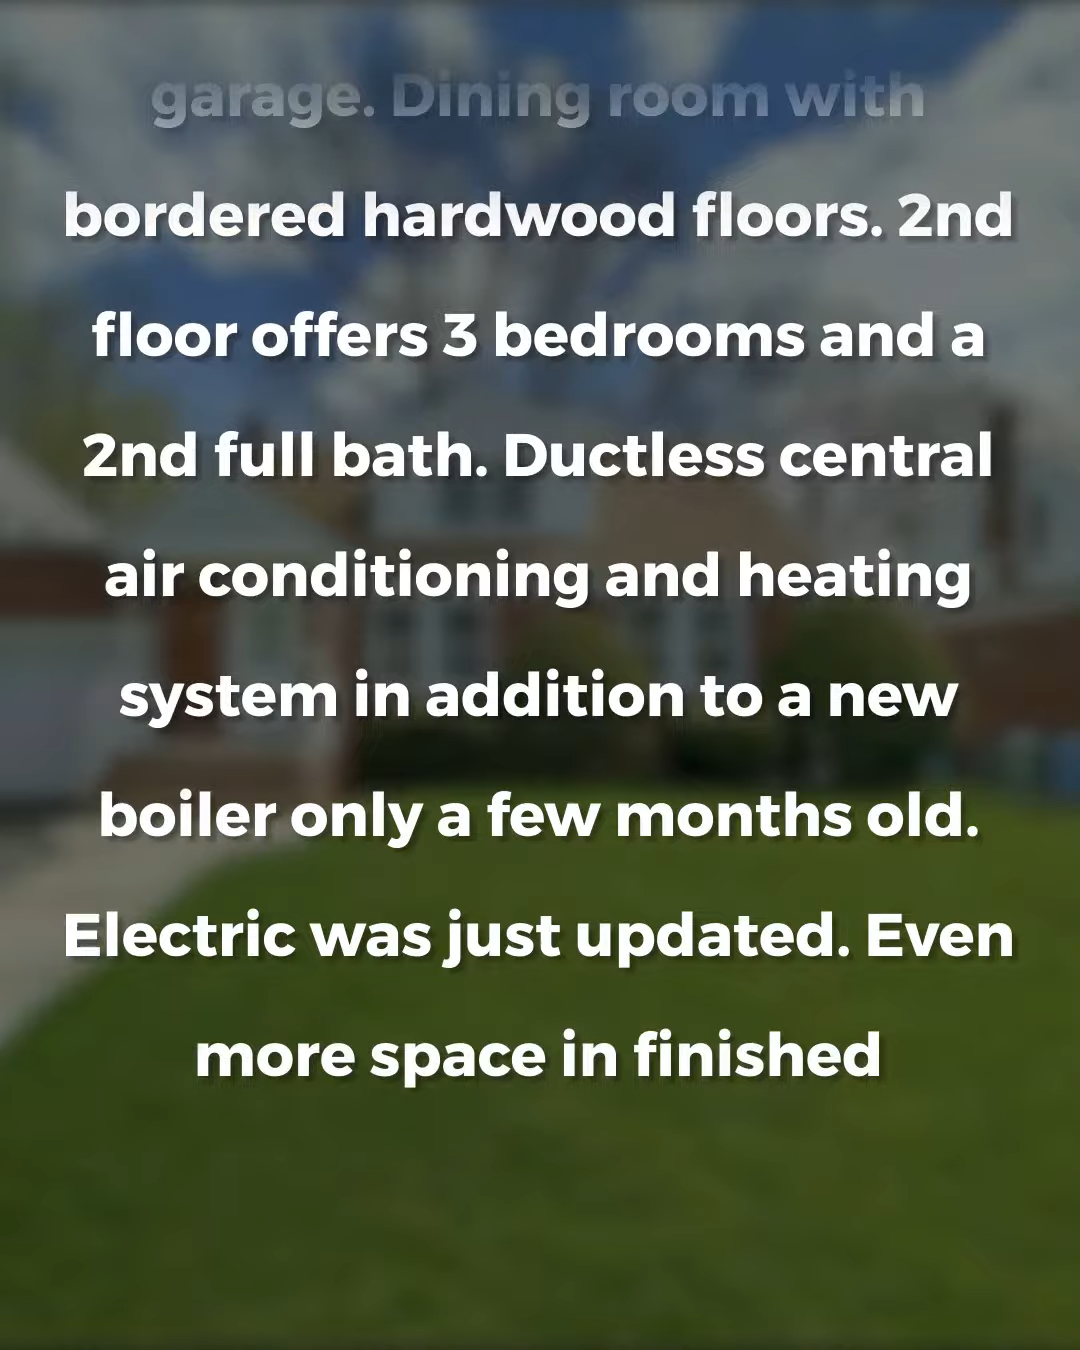 garage. Dining room with
bordered hardwood floors. 2nd
floor offers 3 bedrooms and a
2nd full bath. Ductless central
air conditioning and heating
system in addition to a new
boiler only a few months old.
Electric was just updated. Even
more space in finished